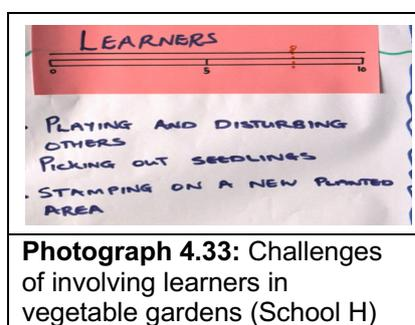 LEARNERS
0 5 10
. PLAYING AND DISTURBING
OTHERS
PICKING OUT SEEDLINGS
. STAMPING ON A NEW PLANTED
AREA
Photograph 4.33: Challenges
of involving learners in
vegetable gardens (School H)